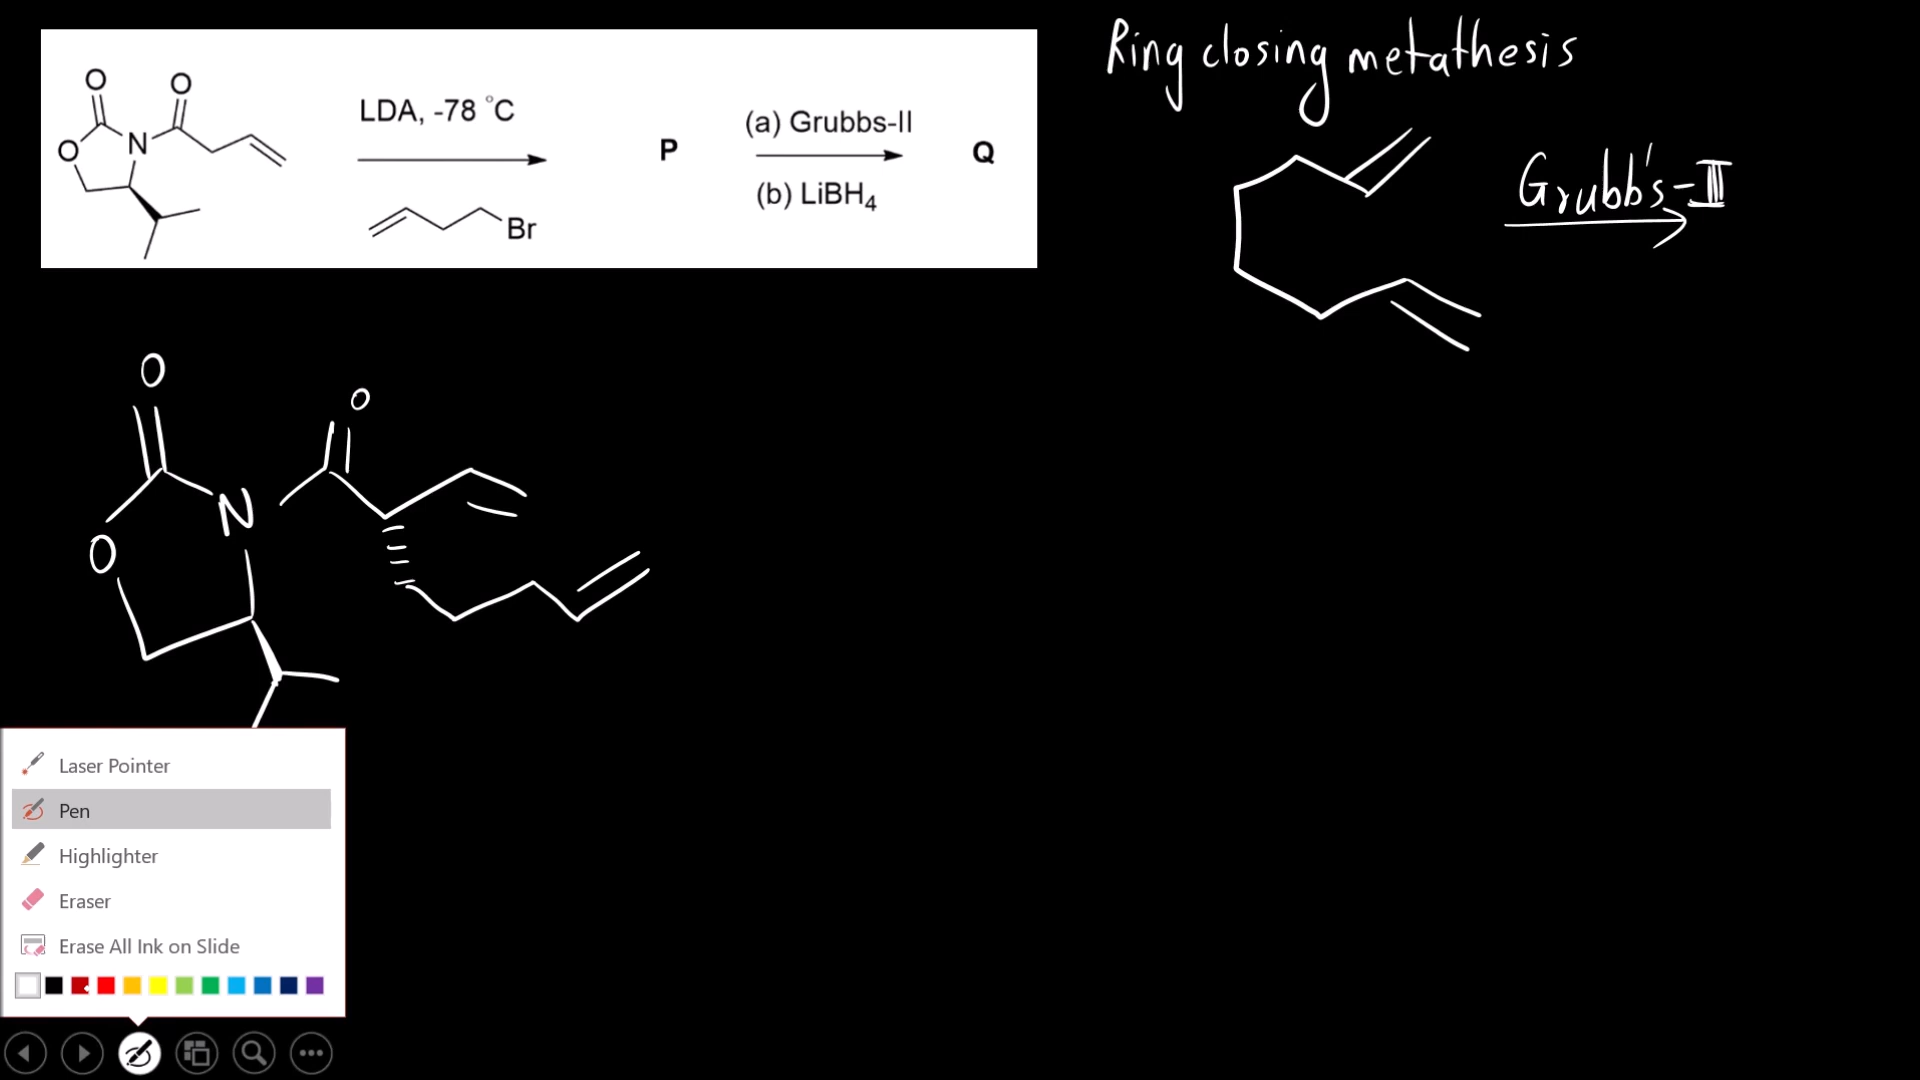 Ring closing metathesis
O
O
O
N
LDA, -78 °C
Br
P
(a) Grubbs-II
(b) LiBH4
Q
Grubb's-II
O
O
N
O
Laser Pointer
Pen
Highlighter
Eraser
Erase All Ink on Slide